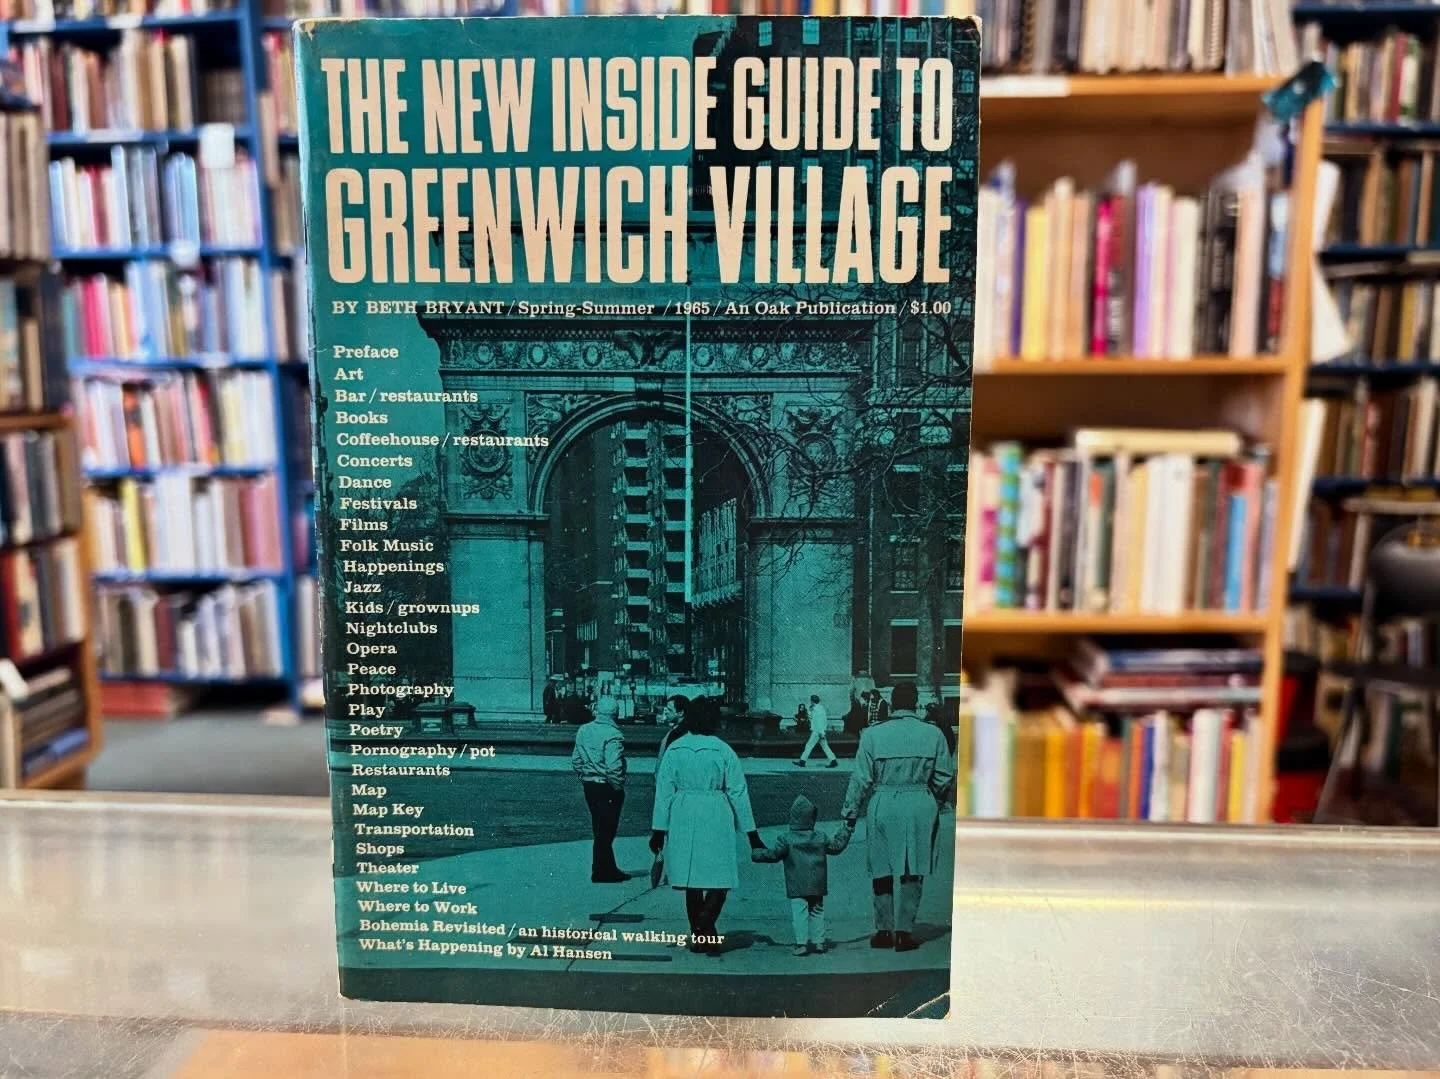 THE NEW INSIDE GUIDE TO
GREENWICH VILLAGE
BY BETH BRYANT / Spring-Summer / 1965 / An Oak Publication / $1.00
Preface
Art
Bar / restaurants
Books
Coffeehouse / restaurants
Concerts
Dance
Festivals
Films
Folk Music
Happenings
Jazz
Kids / grownups
Nightclubs
Opera
Peace
Photography
Play
Poetry
Pornography / pot
Restaurants
Map
Map Key
Transportation
Shops
Theater
Where to Live
Where to Work
Bohemia Revisited / an historical walking tour
What's Happening by Al Hansen